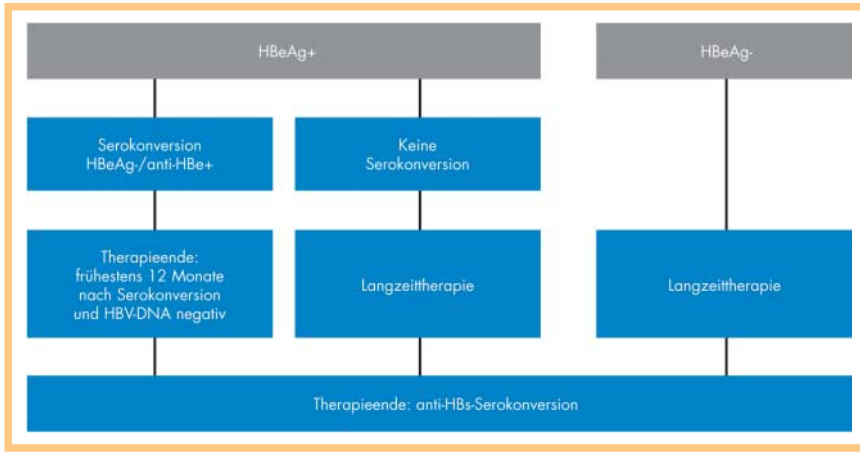 HBeAg+
HBeAg-
Serokonversion
HBeAg-/anti-HBe+
Keine
Serokonversion
Therapieende:
frühestens 12 Monate
nach Serokonversion
und HBV-DNA negativ
Langzeittherapie
Langzeittherapie
Therapieende: anti-HBs-Serokonversion